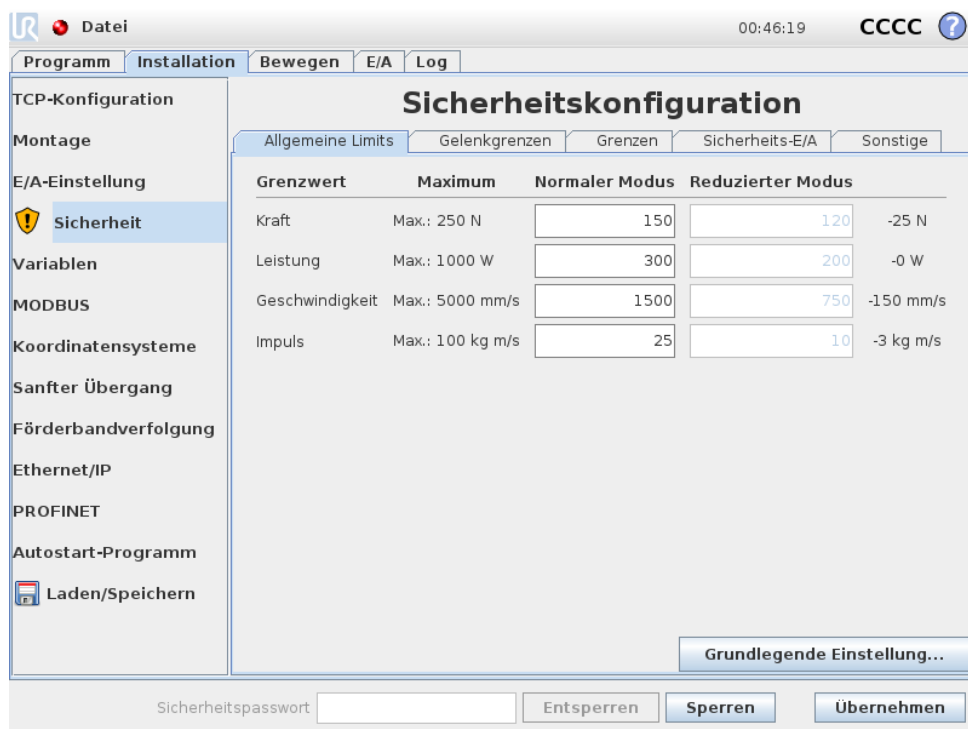 UR Datei 00:46:19 CCCC ?
Programm Installation Bewegen E/A Log
TCP-Konfiguration
Montage
E/A-Einstellung
Sicherheit
Variablen
MODBUS
Koordinatensysteme
Sanfter Übergang
Förderbandverfolgung
Ethernet/IP
PROFINET
Autostart-Programm
Laden/Speichern
Sicherheitskonfiguration
Allgemeine Limits Gelenkgrenzen Grenzen Sicherheits-E/A Sonstige
Grenzwert Maximum Normaler Modus Reduzierter Modus
Kraft Max.: 250 N 150 120 -25 N
Leistung Max.: 1000 W 300 200 -0 W
Geschwindigkeit Max.: 5000 mm/s 1500 750 -150 mm/s
Impuls Max.: 100 kg m/s 25 10 -3 kg m/s
Grundlegende Einstellung...
Sicherheitspasswort Entsperren Sperren Übernehmen